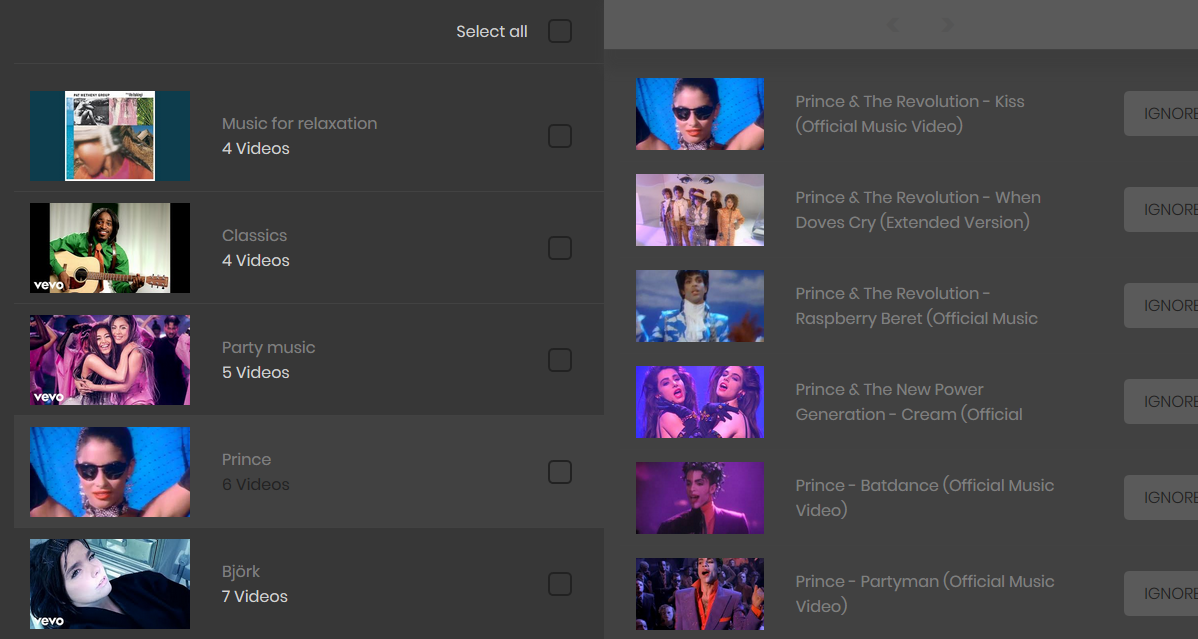 Select all
PAT METHENY GROUP
Music for relaxation
4 Videos
vevo
Classics
4 Videos
vevo
Party music
5 Videos
Prince
6 Videos
vevo
Björk
7 Videos
Prince & The Revolution - Kiss
(Official Music Video)
IGNORE
Prince & The Revolution - When
Doves Cry (Extended Version)
IGNORE
Prince & The Revolution -
Raspberry Beret (Official Music
IGNORE
Prince & The New Power
Generation - Cream (Official
IGNORE
Prince - Batdance (Official Music
Video)
IGNORE
Prince - Partyman (Official Music
Video)
IGNORE